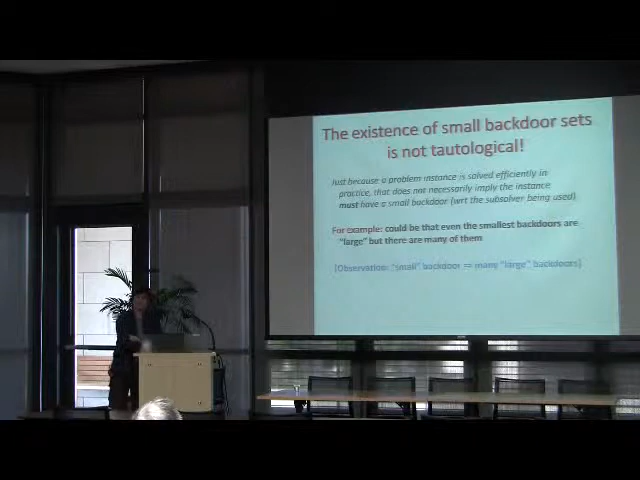 The existence of small backdoor sets
is not tautological!
Just because a problem instance is solved efficiently in
practice, that does not necessarily imply the instance
must have a small backdoor (wrt the subsolver being used)
For example: could be that even the smallest backdoors are
"large" but there are many of them
[Observation: "small" backdoor ⇒ many "large" backdoors]